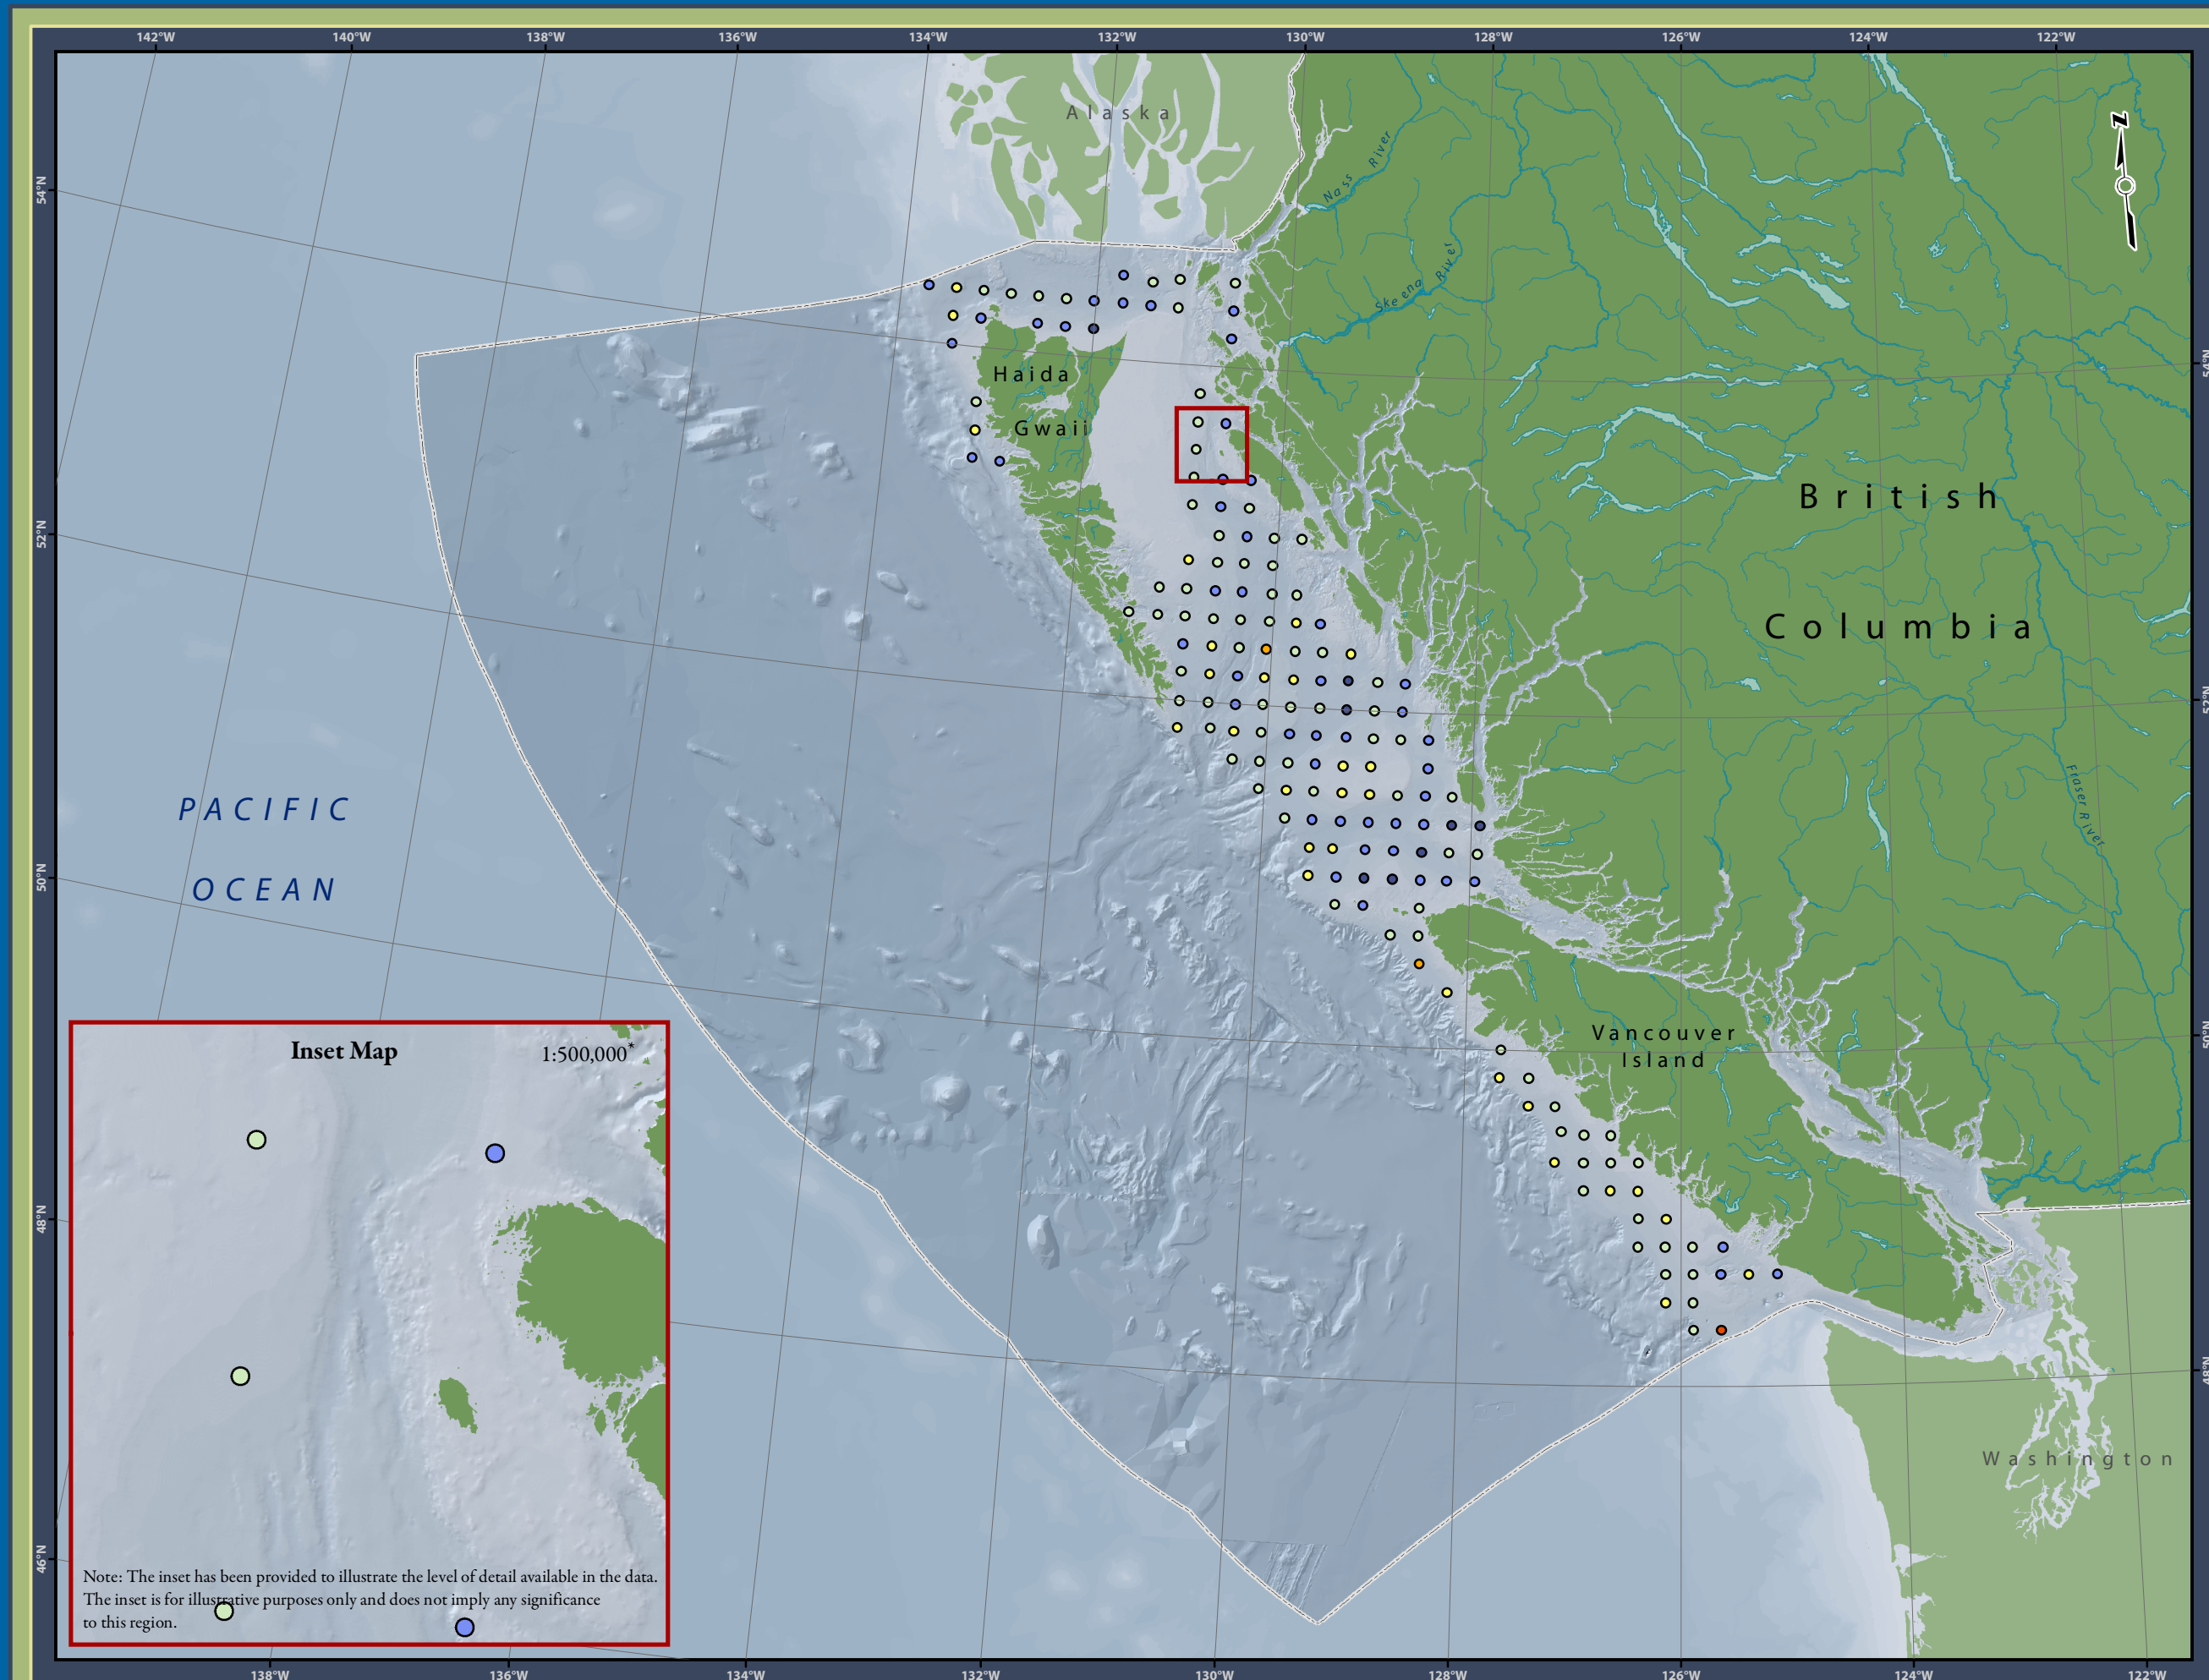 142°W 140°W 138°W 136°W 134°W 132°W 130°W 128°W 126°W 124°W 122°W
Alaska
Nass River
54°N
Skeena River
54°N
Haida
Gwaii
British
52°N
Columbia
52°N
Fraser River
PACIFIC
50°N
OCEAN
Vancouver
Island
50°N
Inset Map
1:500,000*
48°N
48°N
Washington
46°N
Note: The inset has been provided to illustrate the level of detail available in the data.
The inset is for illustrative purposes only and does not imply any significance
to this region.
138°W 136°W 134°W 132°W 130°W 128°W 126°W 124°W 122°W
N